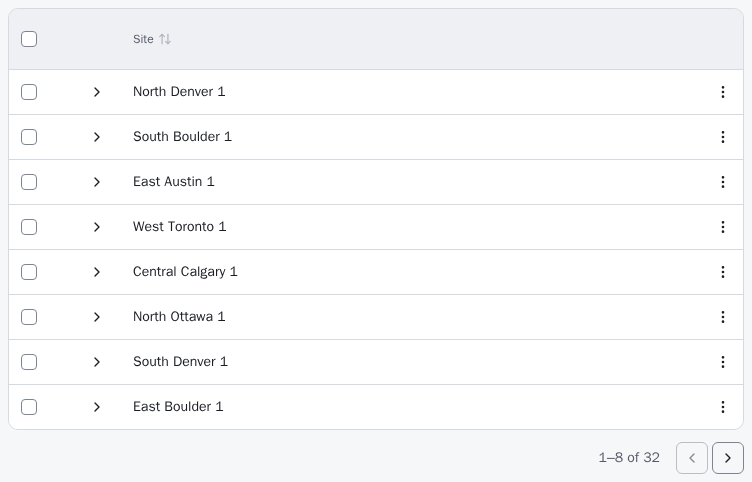 Site
North Denver 1
South Boulder 1
East Austin 1
West Toronto 1
Central Calgary 1
North Ottawa 1
South Denver 1
East Boulder 1
1–8 of 32